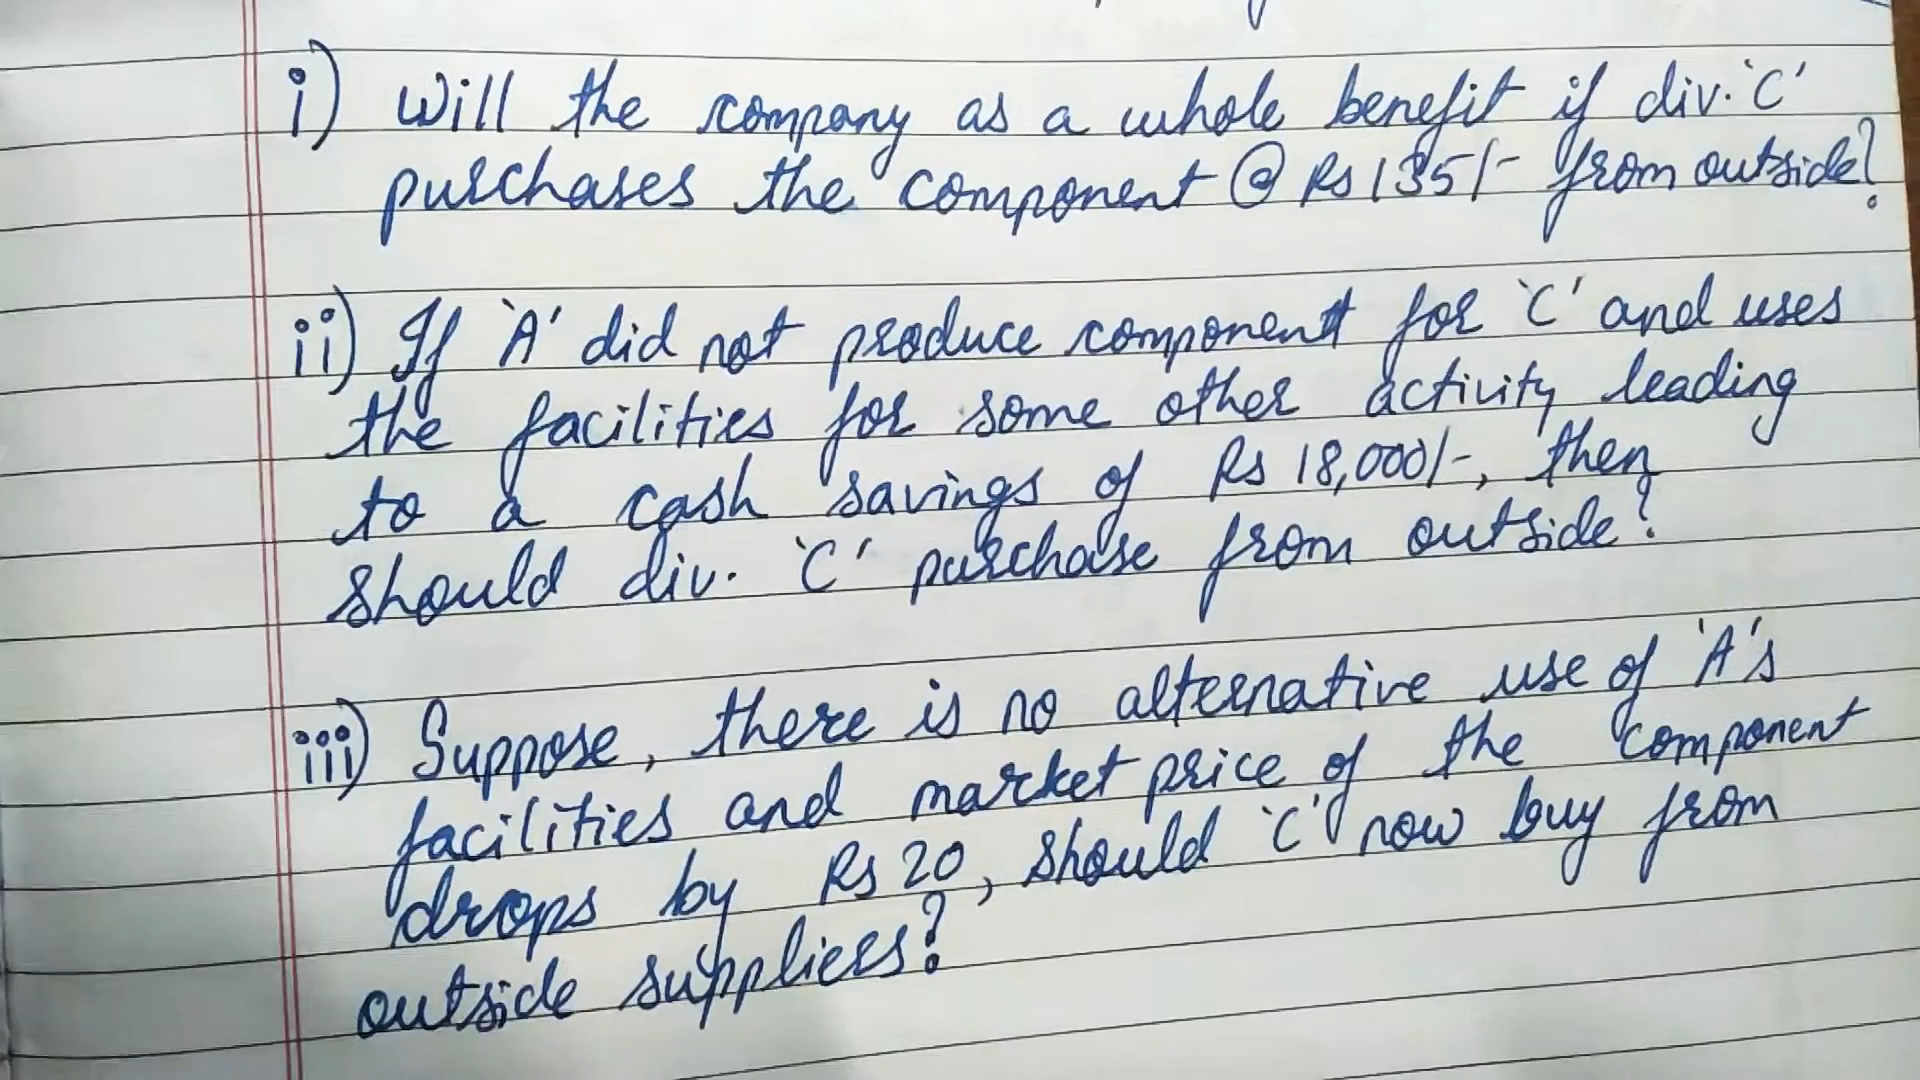 i) Will the company as a whole benefit if div. 'C'
purchases the component @ Rs 135/- from outside?
ii) If 'A' did not produce component for 'C' and uses
the facilities for some other activity leading
to a cash savings of Rs 18,000/-, then
should div. 'C' purchase from outside?
iii) Suppose, there is no alternative use of 'A's
facilities and market price of the component
drops by Rs 20, should 'C' now buy from
outside suppliers?